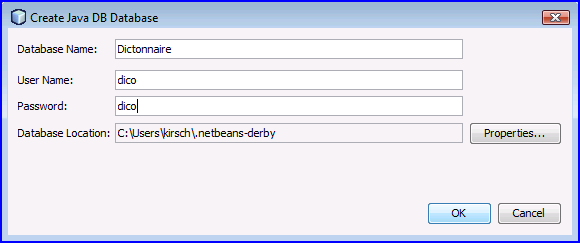 Create Java DB Database
Database Name: Dictonnaire
User Name: dico
Password: dico
Database Location: C:\Users\kirsch\.netbeans-derby Properties...
OK Cancel